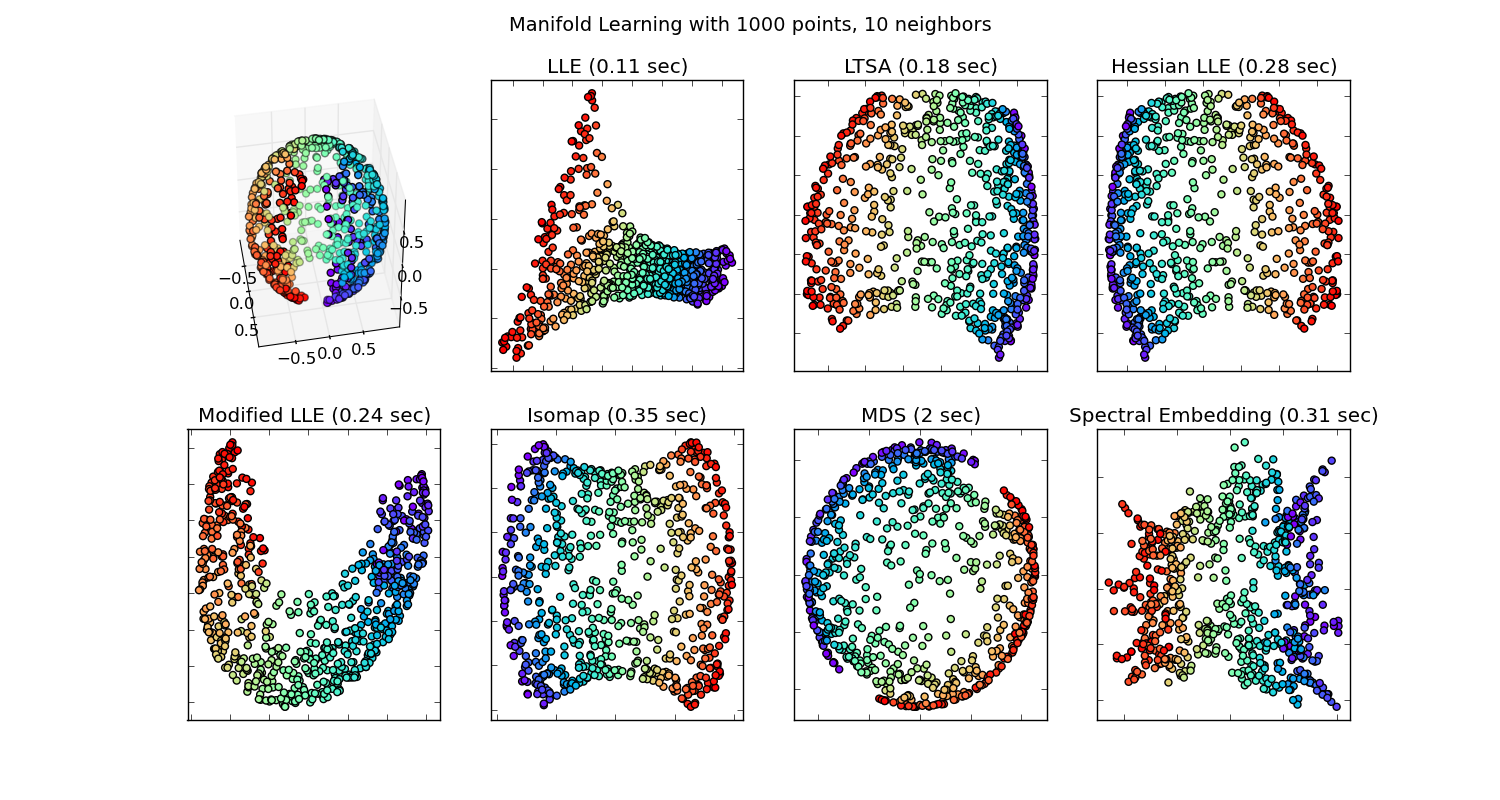 Manifold Learning with 1000 points, 10 neighbors
LLE (0.11 sec)
LTSA (0.18 sec)
Hessian LLE (0.28 sec)
0.5
0.0
−0.5
−0.5
0.0
0.5
−0.5 0.0 0.5
Modified LLE (0.24 sec)
Isomap (0.35 sec)
MDS (2 sec)
Spectral Embedding (0.31 sec)